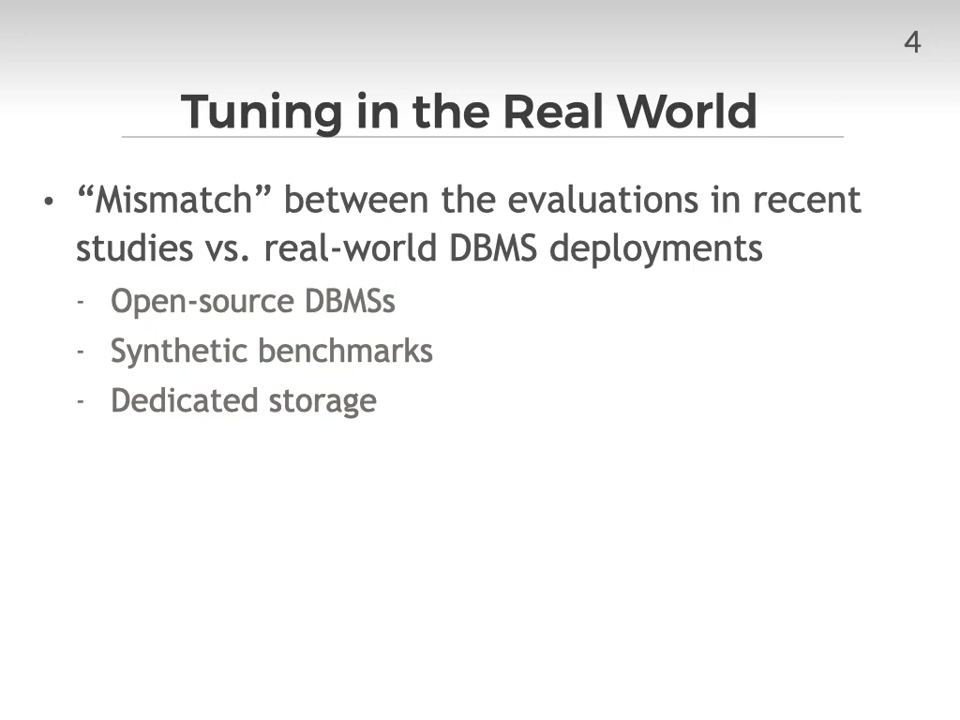 4
Tuning in the Real World
• “Mismatch” between the evaluations in recent
studies vs. real-world DBMS deployments
- Open-source DBMSs
- Synthetic benchmarks
- Dedicated storage